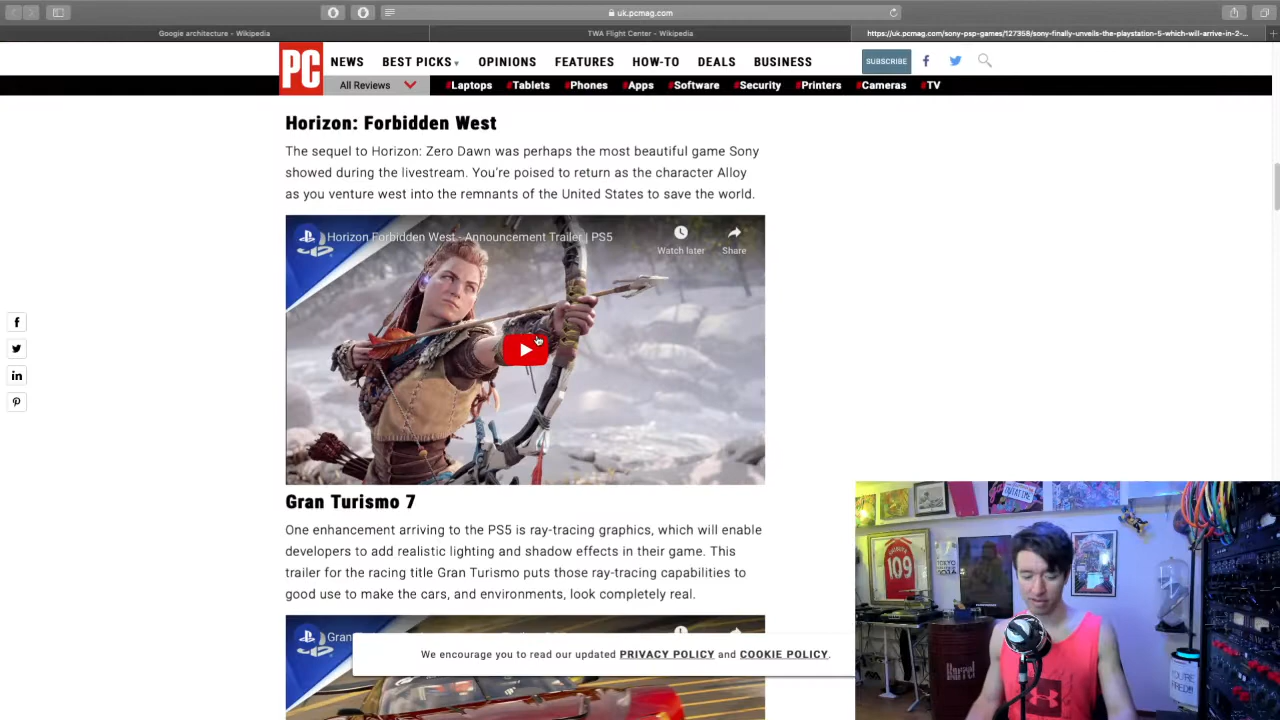 uk.pcmag.com
Googie architecture - Wikipedia
TWA Flight Center - Wikipedia
https://uk.pcmag.com/sony-psp-games/127358/sony-finally-unveils-the-playstation-5-which-will-arrive-in-2-...
PC
NEWS
BEST PICKS
OPINIONS
FEATURES
HOW-TO
DEALS
BUSINESS
SUBSCRIBE
All Reviews
#Laptops
#Tablets
#Phones
#Apps
#Software
#Security
#Printers
#Cameras
#TV
Horizon: Forbidden West
The sequel to Horizon: Zero Dawn was perhaps the most beautiful game Sony
showed during the livestream. You're poised to return as the character Alloy
as you venture west into the remnants of the United States to save the world.
Horizon Forbidden West - Announcement Trailer | PS5
Watch later
Share
Gran Turismo 7
One enhancement arriving to the PS5 is ray-tracing graphics, which will enable
developers to add realistic lighting and shadow effects in their game. This
trailer for the racing title Gran Turismo puts those ray-tracing capabilities to
good use to make the cars, and environments, look completely real.
Gran
We encourage you to read our updated PRIVACY POLICY and COOKIE POLICY.
109
TOKYO
Barrel
YOU'RE
FIRED!